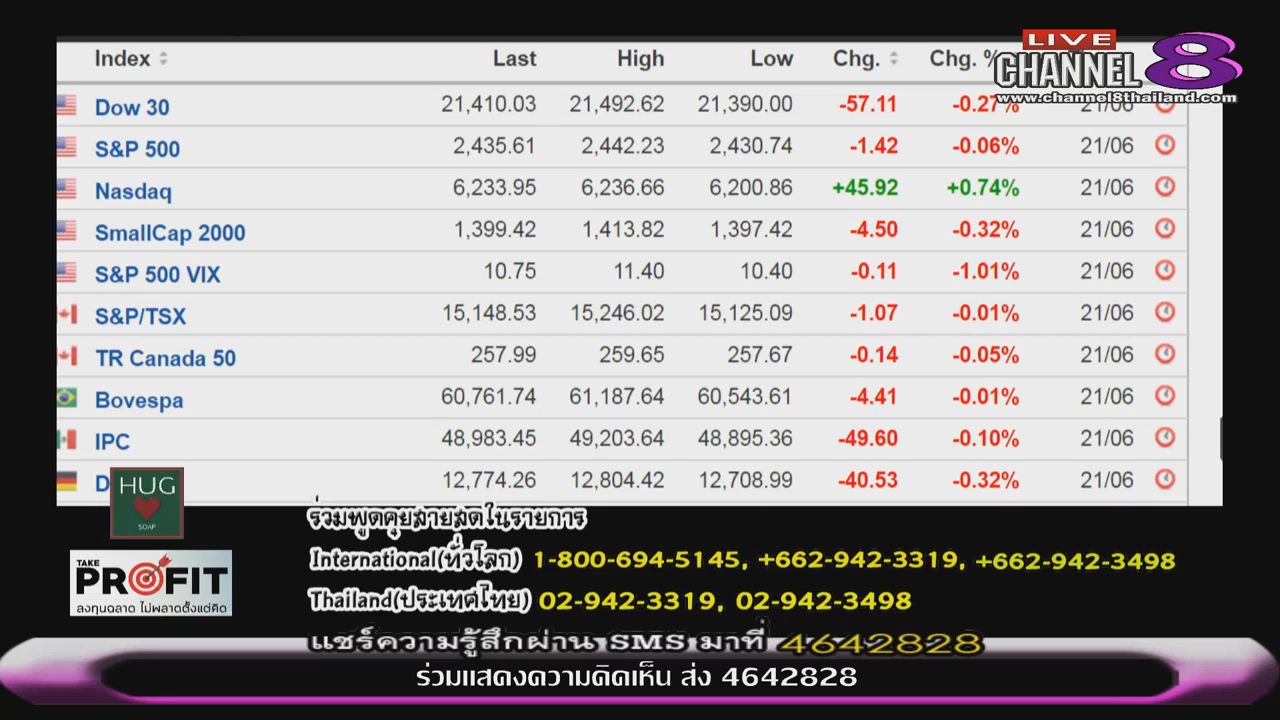 Index Last High Low Chg. Chg. %
LIVE
CHANNEL 8
www.channel8thailand.com
Dow 30 21,410.03 21,492.62 21,390.00 -57.11 -0.27% 21/06
S&P 500 2,435.61 2,442.23 2,430.74 -1.42 -0.06% 21/06
Nasdaq 6,233.95 6,236.66 6,200.86 +45.92 +0.74% 21/06
SmallCap 2000 1,399.42 1,413.82 1,397.42 -4.50 -0.32% 21/06
S&P 500 VIX 10.75 11.40 10.40 -0.11 -1.01% 21/06
S&P/TSX 15,148.53 15,246.02 15,125.09 -1.07 -0.01% 21/06
TR Canada 50 257.99 259.65 257.67 -0.14 -0.05% 21/06
Bovespa 60,761.74 61,187.64 60,543.61 -4.41 -0.01% 21/06
IPC 48,983.45 49,203.64 48,895.36 -49.60 -0.10% 21/06
12,774.26 12,804.42 12,708.99 -40.53 -0.32% 21/06
HUG
SOAP
TAKE
PROFIT
ลงทุนฉลาด ไม่พลาดตั้งแต่คิด
ร่วมพูดคุยสายสดในรายการ
International(ทั่วโลก) 1-800-694-5145, +662-942-3319, +662-942-3498
Thailand(ประเทศไทย) 02-942-3319, 02-942-3498
แชร์ความรู้สึกผ่าน SMS มาที่ 4642828
ร่วมแสดงความคิดเห็น ส่ง 4642828